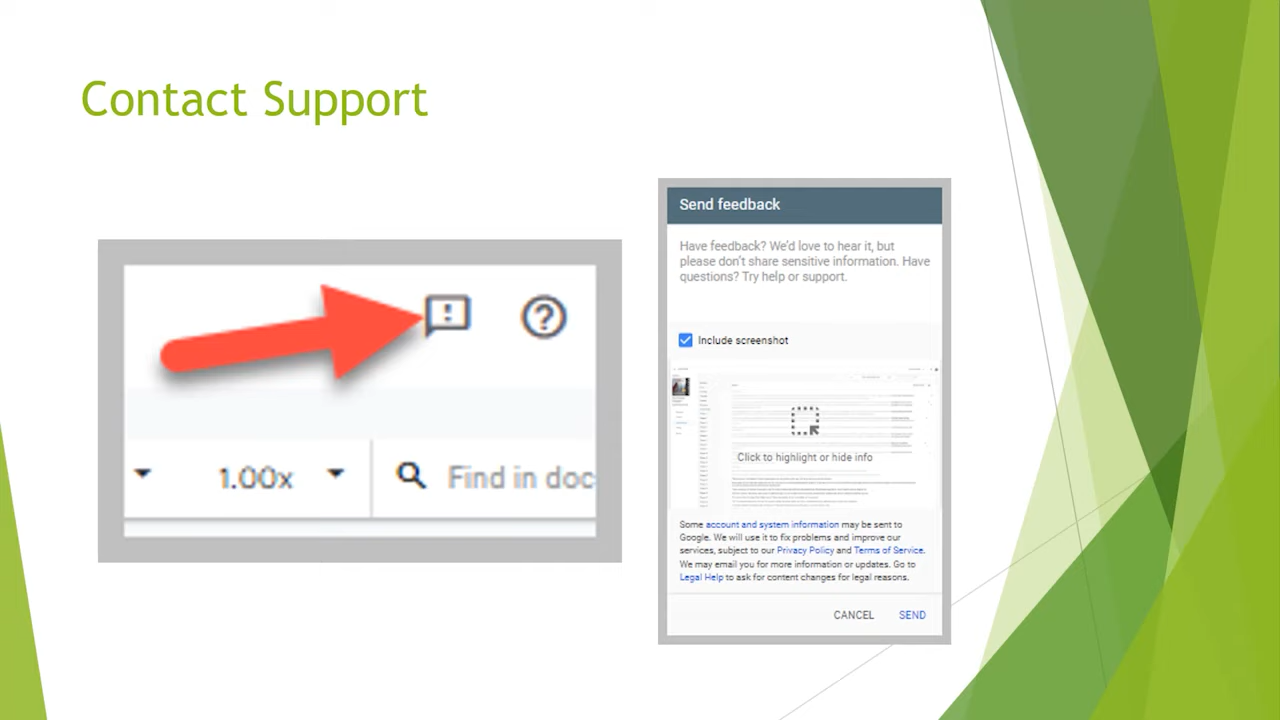 Contact Support
1.00x
Find in doc
Send feedback
Have feedback? We'd love to hear it, but
please don't share sensitive information. Have
questions? Try help or support.
Include screenshot
Click to highlight or hide info
Some account and system information may be sent to
Google. We will use it to fix problems and improve our
services, subject to our Privacy Policy and Terms of Service.
We may email you for more information or updates. Go to
Legal Help to ask for content changes for legal reasons.
CANCEL SEND